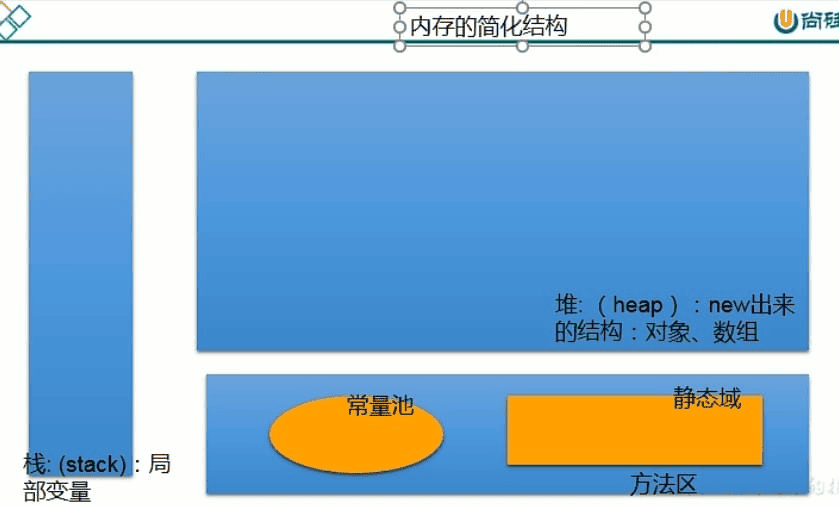 内存的简化结构
尚硅
堆:（heap）：new出来
的结构：对象、数组
常量池
静态域
栈: (stack)：局
部变量
方法区